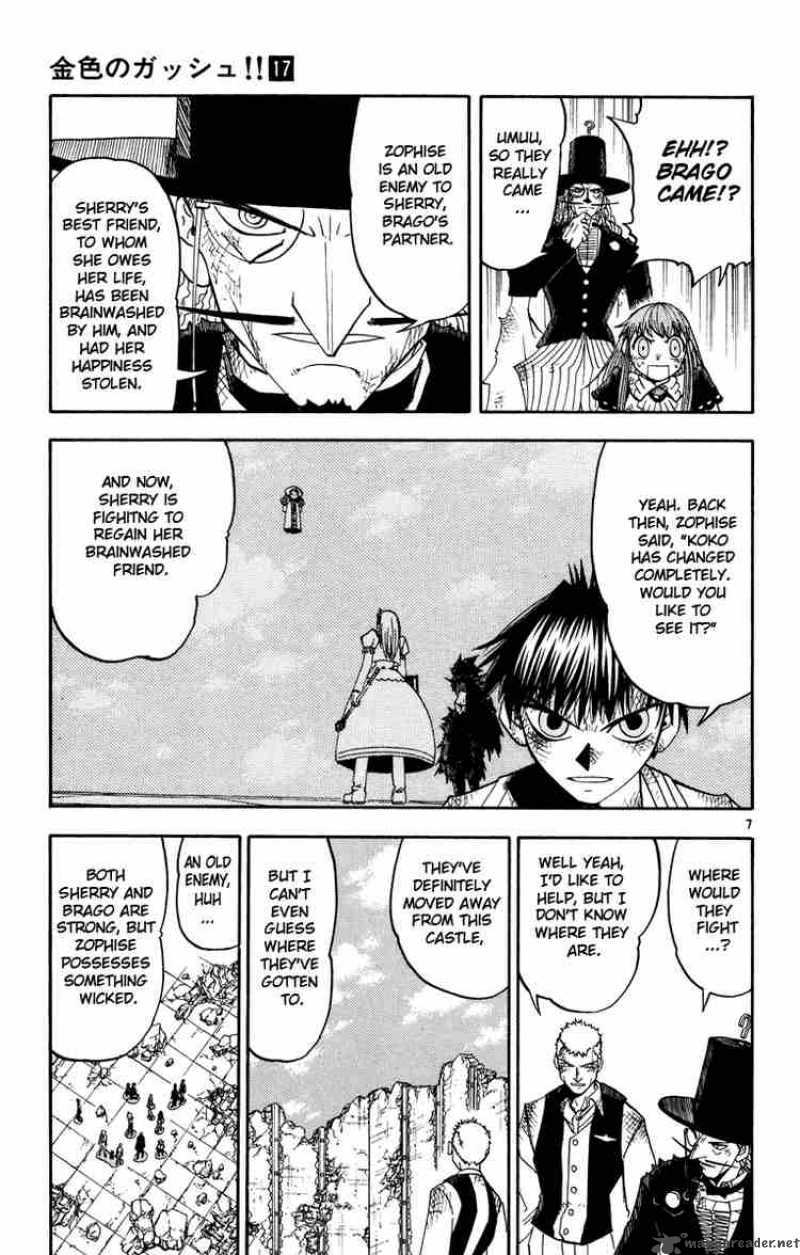 金色のガッシュ!! 17
EHH!?
BRAGO
CAME!?
UMUU,
SO THEY
REALLY
CAME
...
ZOPHISE
IS AN OLD
ENEMY TO
SHERRY,
BRAGO'S
PARTNER.
SHERRY'S
BEST FRIEND,
TO WHOM
SHE OWES
HER LIFE,
HAS BEEN
BRAINWASHED
BY HIM, AND
HAD HER
HAPPINESS
STOLEN.
YEAH. BACK
THEN, ZOPHISE
SAID, "KOKO
HAS CHANGED
COMPLETELY.
WOULD YOU
LIKE TO
SEE IT?"
AND NOW,
SHERRY IS
FIGHITNG TO
REGAIN HER
BRAINWASHED
FRIEND.
7
WHERE
WOULD
THEY
FIGHT
...?
WELL YEAH,
I'D LIKE TO
HELP, BUT I
DON'T KNOW
WHERE THEY
ARE.
THEY'VE
DEFINITELY
MOVED AWAY
FROM THIS
CASTLE,
BUT I
CAN'T
EVEN
GUESS
WHERE
THEY'VE
GOTTEN
TO.
AN OLD
ENEMY,
HUH
...
BOTH
SHERRY AND
BRAGO ARE
STRONG, BUT
ZOPHISE
POSSESSES
SOMETHING
WICKED.
?
?
mangareader.net